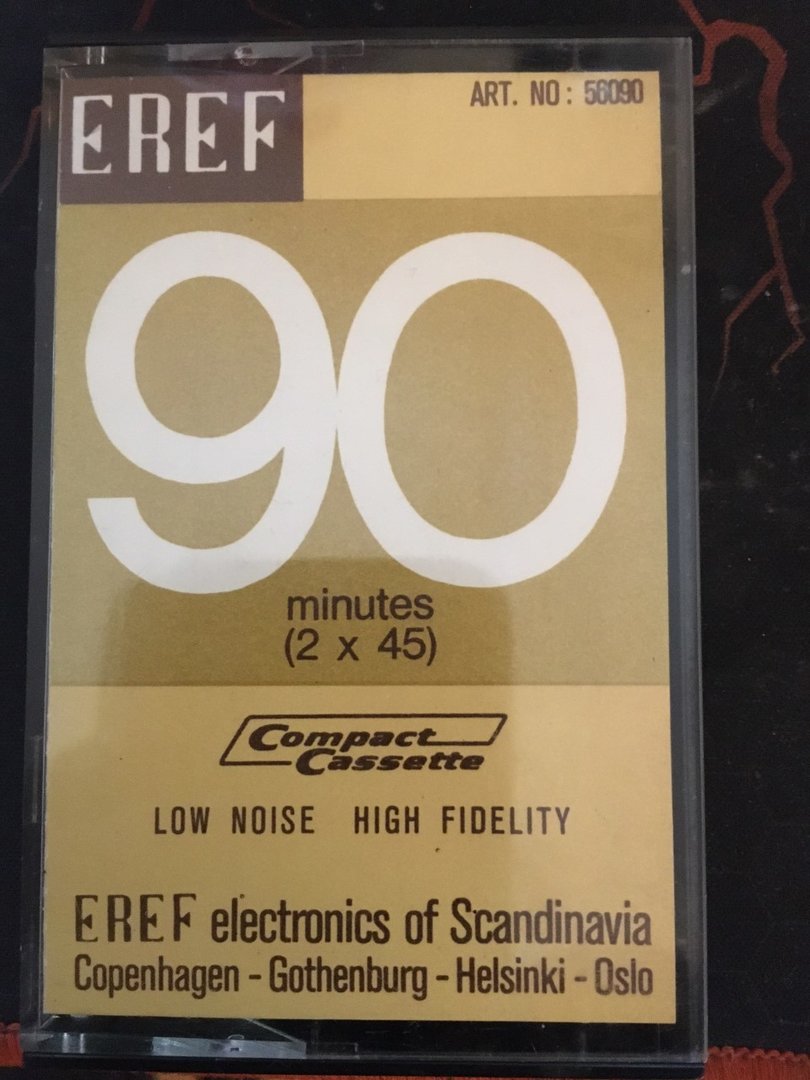 EREF
ART. NO: 56090
90
minutes
(2 x 45)
Compact
Cassette
LOW NOISE HIGH FIDELITY
EREF electronics of Scandinavia
Copenhagen - Gothenburg - Helsinki - Oslo